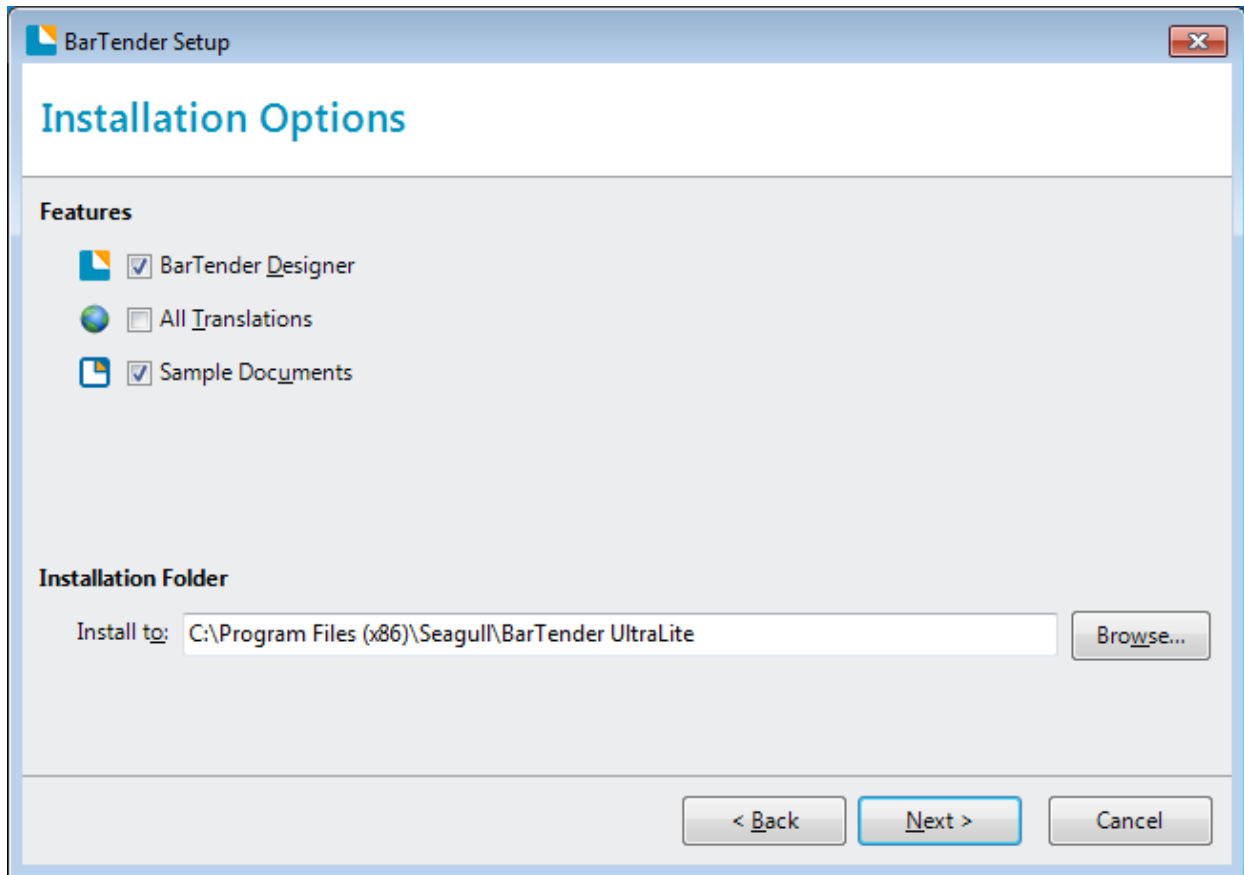 BarTender Setup
Installation Options
Features
BarTender Designer
All Translations
Sample Documents
Installation Folder
Install to: C:\Program Files (x86)\Seagull\BarTender UltraLite Browse...
< Back Next > Cancel